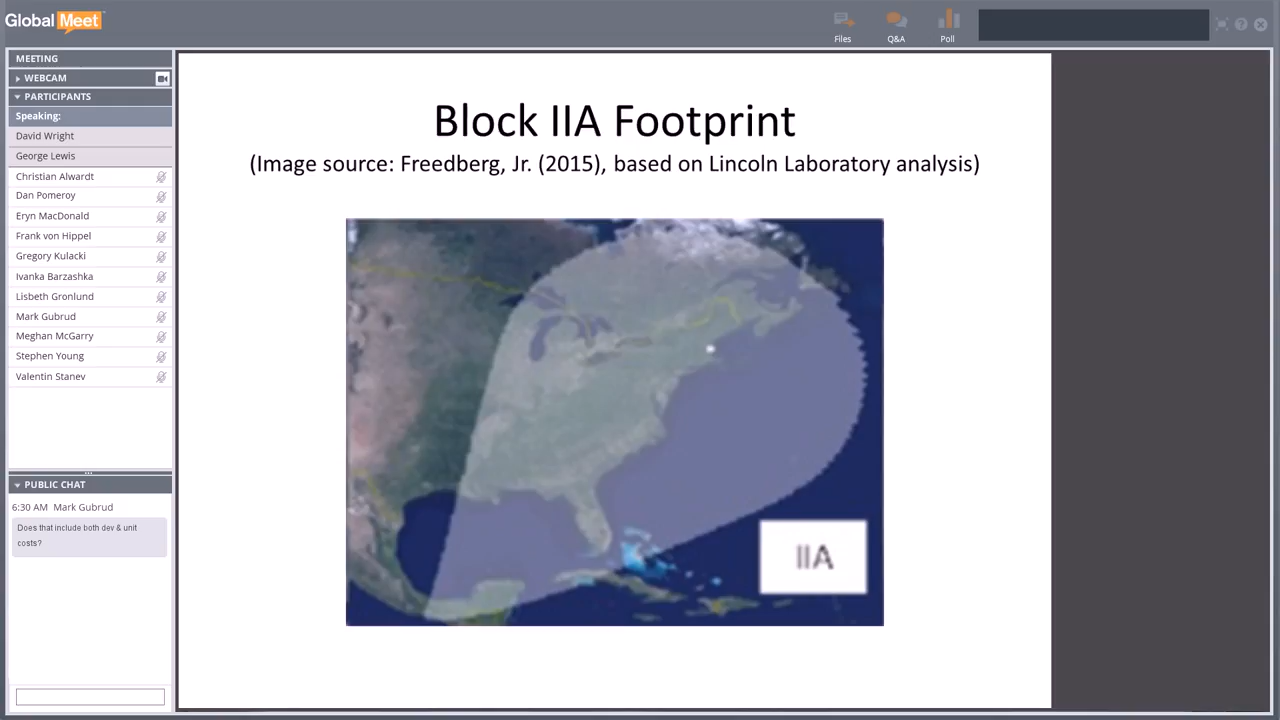 Global Meet
Files
Q&A
Poll
MEETING
WEBCAM
PARTICIPANTS
Speaking:
David Wright
George Lewis
Christian Alwardt
Dan Pomeroy
Eryn MacDonald
Frank von Hippel
Gregory Kulacki
Ivanka Barzashka
Lisbeth Gronlund
Mark Gubrud
Meghan McGarry
Stephen Young
Valentin Stanev
PUBLIC CHAT
6:30 AM Mark Gubrud
Does that include both dev & unit
costs?
Block IIA Footprint
(Image source: Freedberg, Jr. (2015), based on Lincoln Laboratory analysis)
IIA